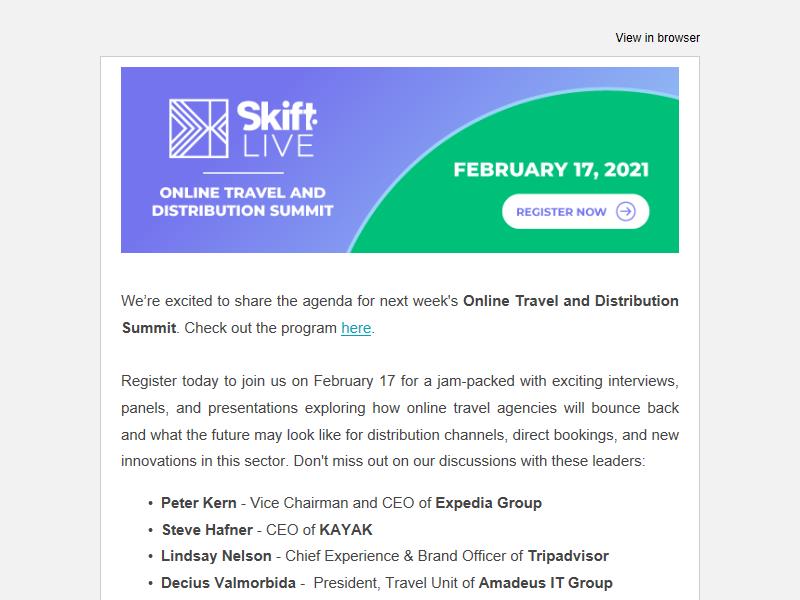 View in browser
Skift:
LIVE
ONLINE TRAVEL AND
DISTRIBUTION SUMMIT
FEBRUARY 17, 2021
REGISTER NOW
We’re excited to share the agenda for next week's Online Travel and Distribution
Summit. Check out the program here.
Register today to join us on February 17 for a jam-packed with exciting interviews,
panels, and presentations exploring how online travel agencies will bounce back
and what the future may look like for distribution channels, direct bookings, and new
innovations in this sector. Don't miss out on our discussions with these leaders:
• Peter Kern - Vice Chairman and CEO of Expedia Group
• Steve Hafner - CEO of KAYAK
• Lindsay Nelson - Chief Experience & Brand Officer of Tripadvisor
• Decius Valmorbida -  President, Travel Unit of Amadeus IT Group